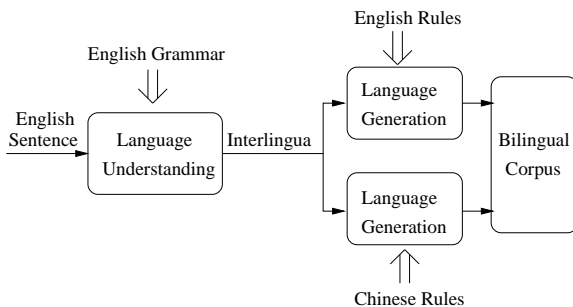 English Rules
English Grammar
English
Sentence
Language
Understanding
Interlingua
Language
Generation
Language
Generation
Bilingual
Corpus
Chinese Rules